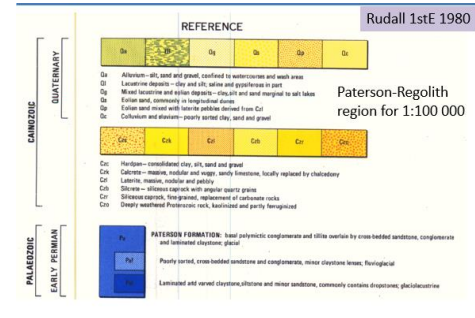 Rudall 1stE 1980
REFERENCE
Qa Ql Qg Qs Qp Qc
Qa Alluvium – silt, sand and gravel, confined to watercourses and wash areas
Ql Lacustrine deposits – clay and silt; saline and gypsiferous in part
Qg Mixed lacustrine and eolian deposits – clay, silt and sand marginal to salt lakes
Qs Eolian sand, commonly in longitudinal dunes
Qp Eolian sand mixed with laterite pebbles derived from Czl
Qc Colluvium and eluvium – poorly sorted clay, sand and gravel
Paterson-Regolith
region for 1:100 000
Czc Czk Czl Czb Czr Czo
Czc Hardpan – consolidated clay, silt, sand and gravel
Czk Calcrete – massive, nodular and vuggy, sandy limestone, locally replaced by chalcedony
Czl Laterite, massive, nodular and pebbly
Czb Silcrete – siliceous caprock with angular quartz grains
Czr Siliceous caprock, fine-grained, replacement of carbonate rocks
Czo Deeply weathered Proterozoic rock, kaolinized and partly ferruginized
CAINOZOIC
QUATERNARY
PALAEOZOIC
EARLY PERMIAN
PATERSON FORMATION: basal polymictic conglomerate and tillite overlain by cross-bedded sandstone, conglomerate
and laminated claystone; glacial
Paf Poorly sorted, cross-bedded sandstone and conglomerate, minor claystone lenses; fluvioglacial
Laminated and varved claystone, siltstone and minor sandstone, commonly contains dropstones; glaciolacustrine